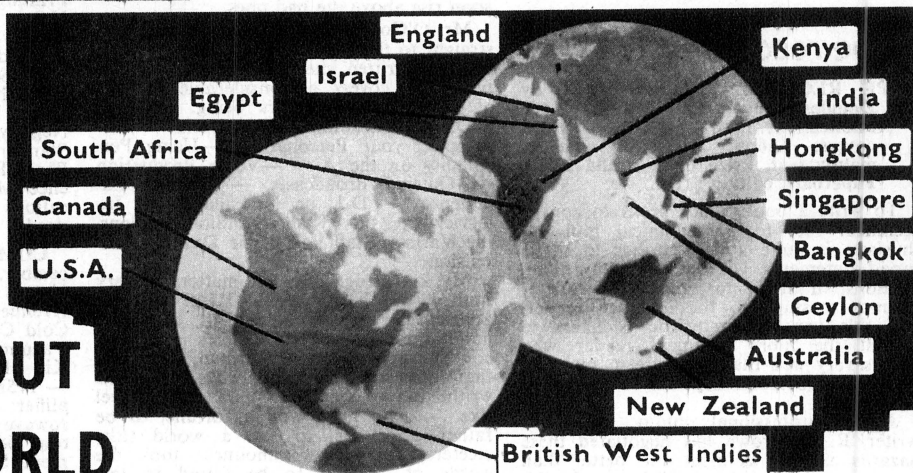 England
Kenya
Israel
Egypt
India
South Africa
Hongkong
Canada
Singapore
U.S.A.
Bangkok
Ceylon
OUT
Australia
New Zealand
ORLD
British West Indies